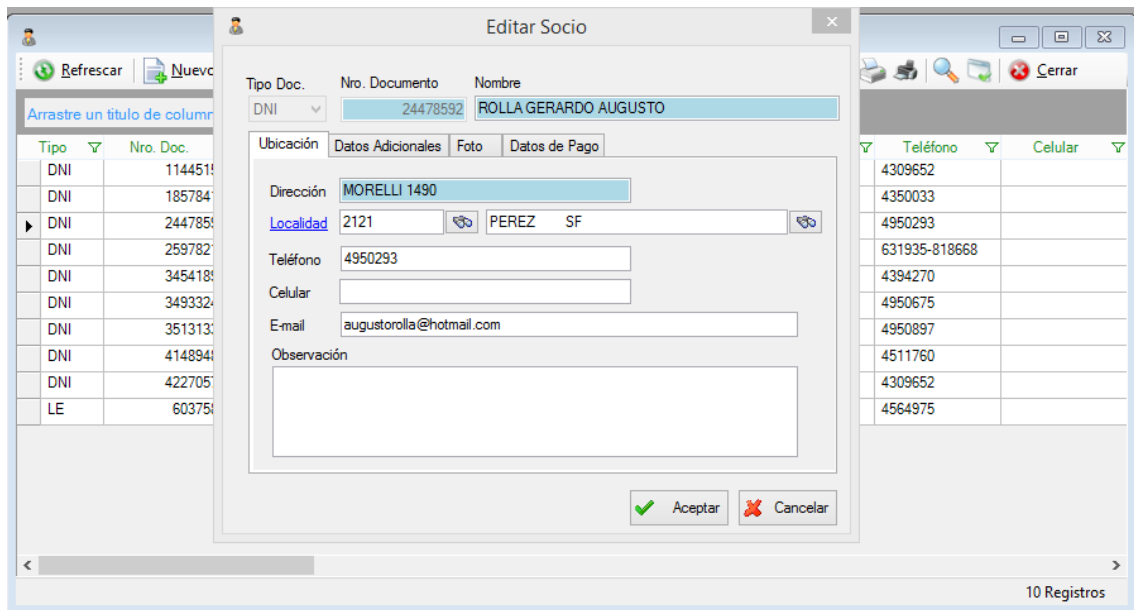 Editar Socio
Refrescar
Cerrar
Tipo Doc. Nro. Documento Nombre
DNI 24478592 ROLLA GERARDO AUGUSTO
Ubicación Datos Adicionales Foto Datos de Pago
Dirección MORELLI 1490
Localidad 2121 PEREZ SF
Teléfono 4950293
Celular
E-mail augustorolla@hotmail.com
Observación
Aceptar Cancelar
Arrastre un titulo de
Tipo Nro. Doc. Teléfono Celular
DNI 4309652
DNI 4350033
DNI 4950293
DNI 631935-818668
DNI 4394270
DNI 4950675
DNI 4950897
DNI 4511760
DNI 4309652
LE 4564975
10 Registros